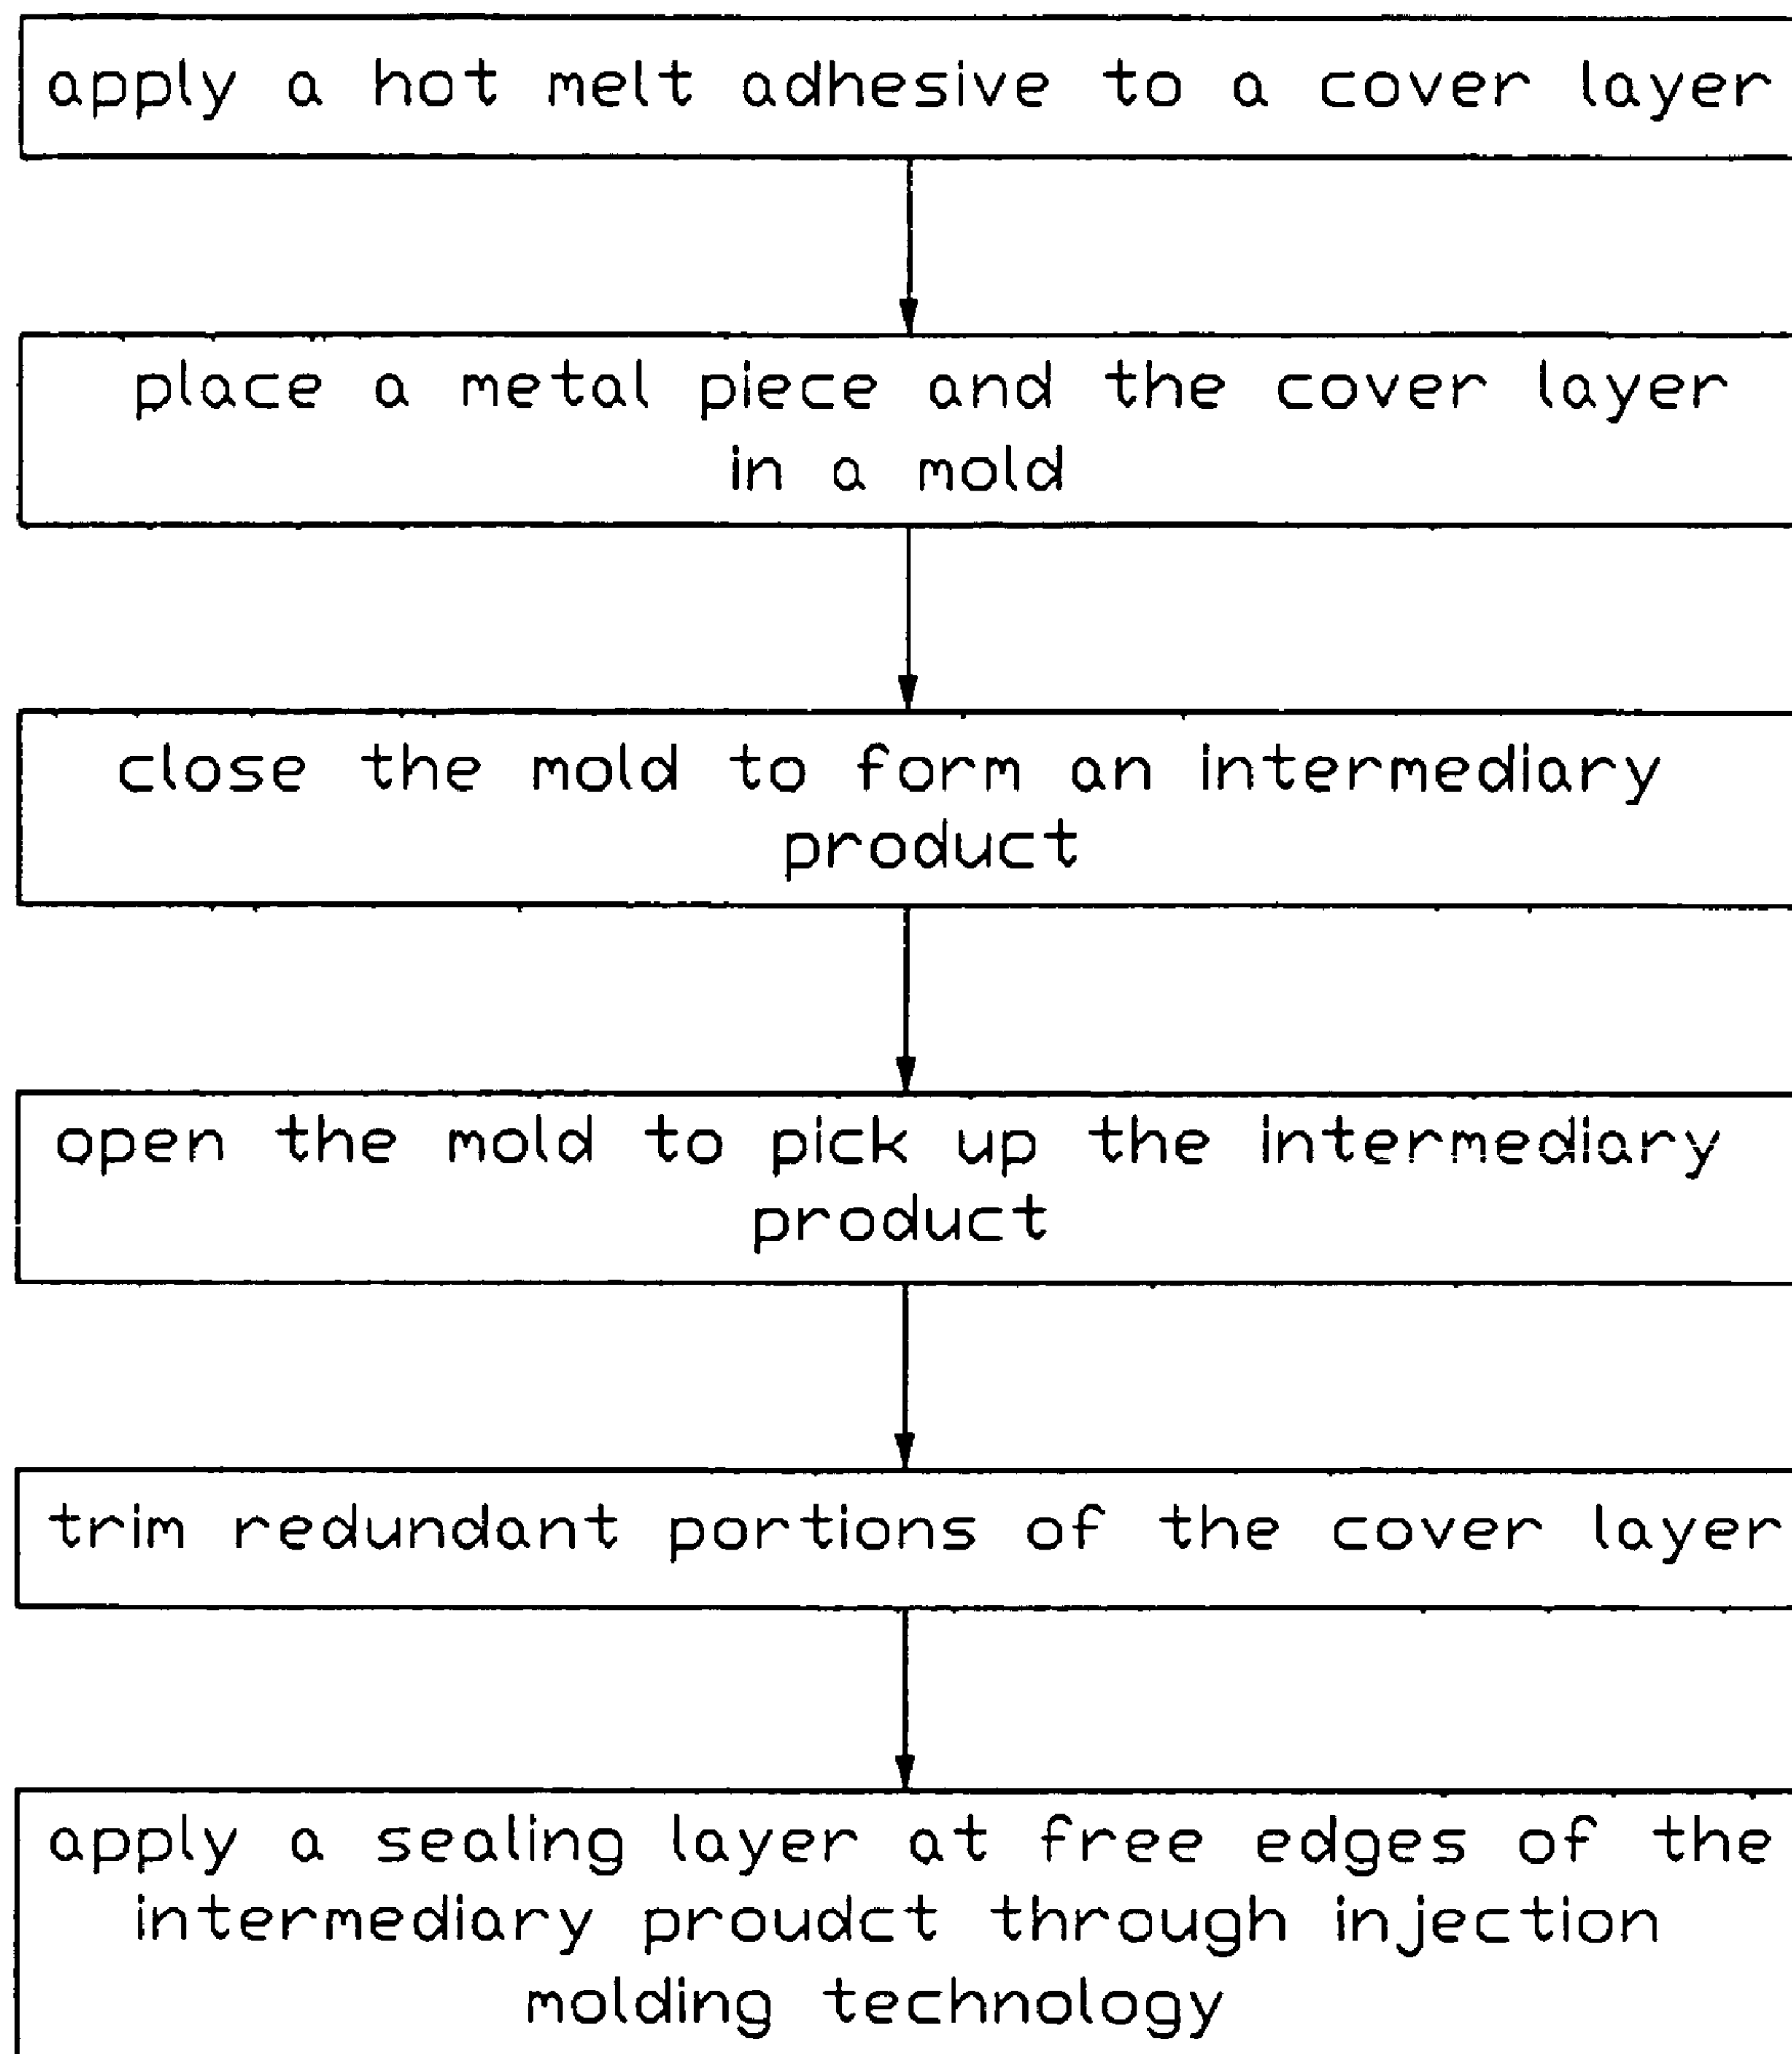 apply a hot melt adhesive to a cover layer
place a metal piece and the cover layer
in a mold
close the mold to form an intermediary
product
open the mold to pick up the intermediary
product
trim redundant portions of the cover layer
apply a sealing layer at free edges of the
intermediary proudct through injection
molding technology